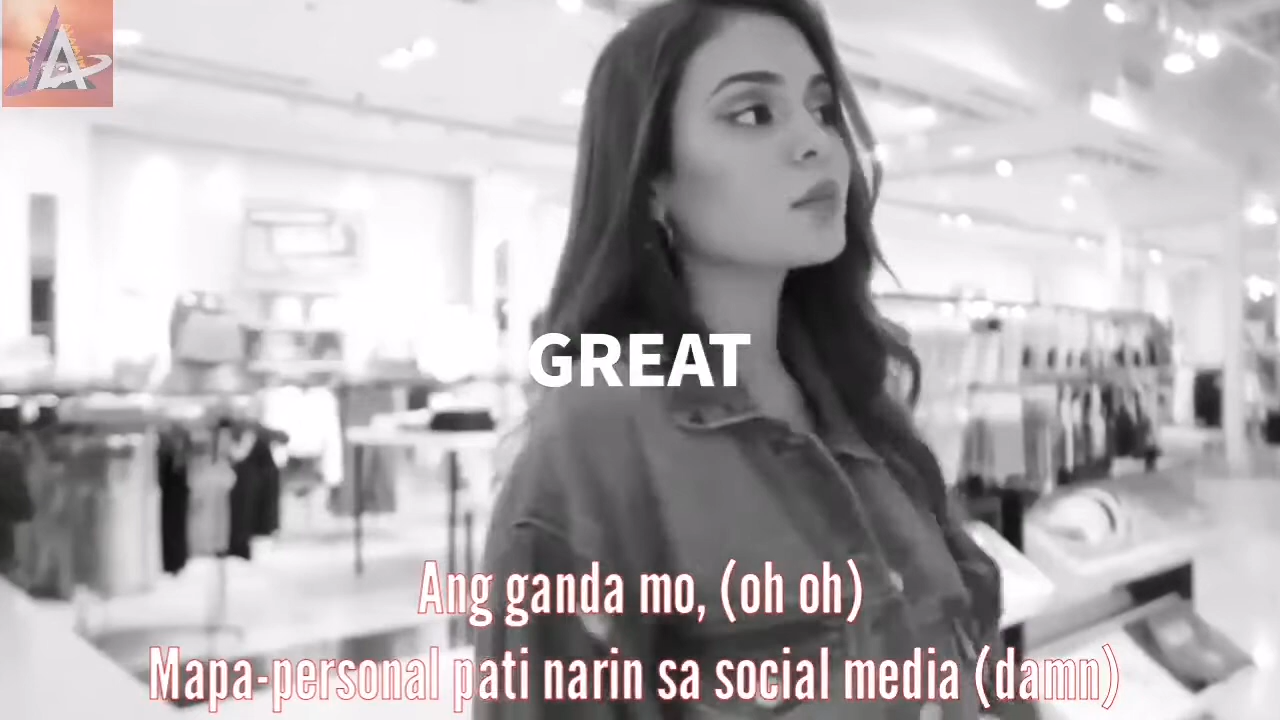 GREAT
Ang ganda mo, (oh oh)
Mapa-personal pati narin sa social media (damn)